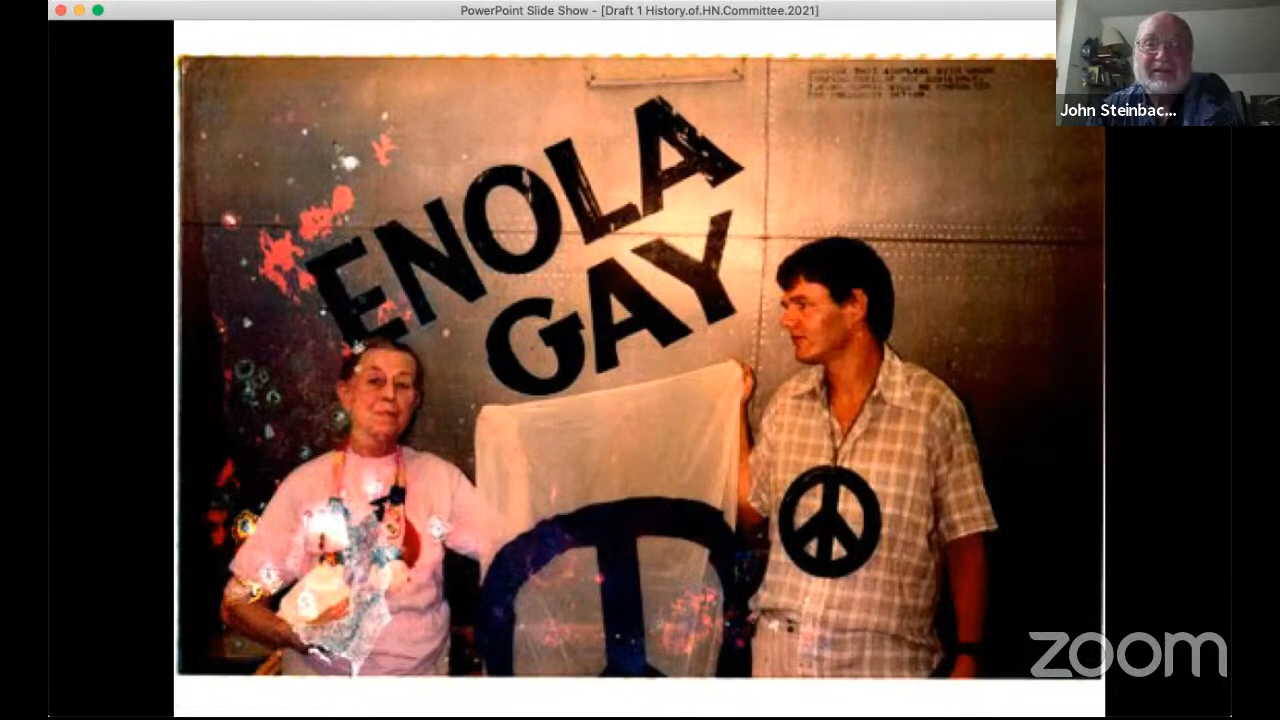 PowerPoint Slide Show - [Draft 1 History.of.HN.Committee.2021]
John Steinbac...
ENOLA
GAY
zoom